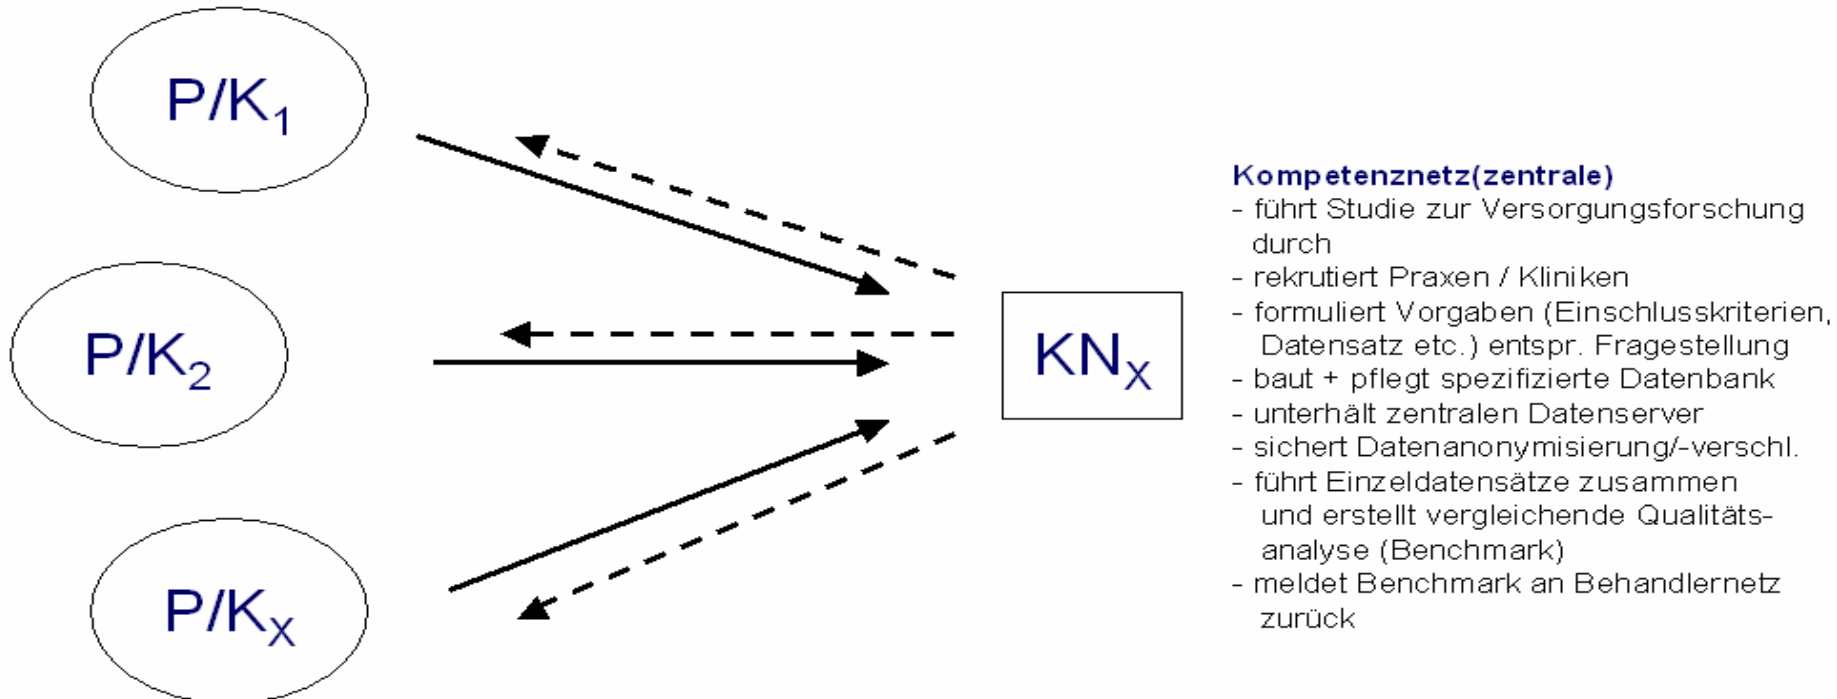 P/K₁
P/K₂
P/Kₓ
KNₓ
Kompetenznetz(zentrale)
- führt Studie zur Versorgungsforschung
durch
- rekrutiert Praxen / Kliniken
- formuliert Vorgaben (Einschlusskriterien,
Datensatz etc.) entspr. Fragestellung
- baut + pflegt spezifizierte Datenbank
- unterhält zentralen Datenserver
- sichert Datenanonymisierung/-verschl.
- führt Einzeldatensätze zusammen
und erstellt vergleichende Qualitäts-
analyse (Benchmark)
- meldet Benchmark an Behandlernetz
zurück